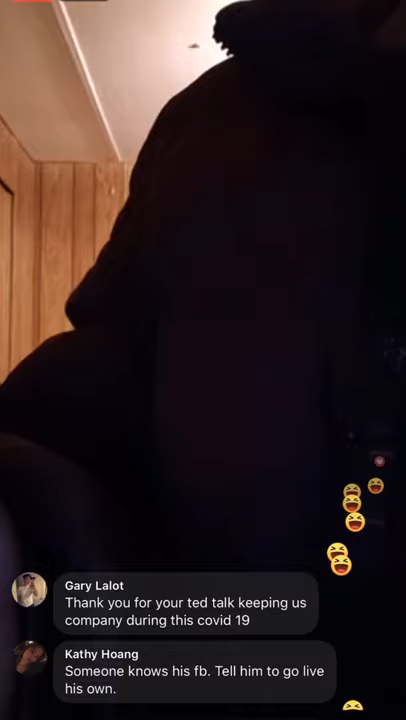 Gary Lalot
Thank you for your ted talk keeping us
company during this covid 19
Kathy Hoang
Someone knows his fb. Tell him to go live
his own.